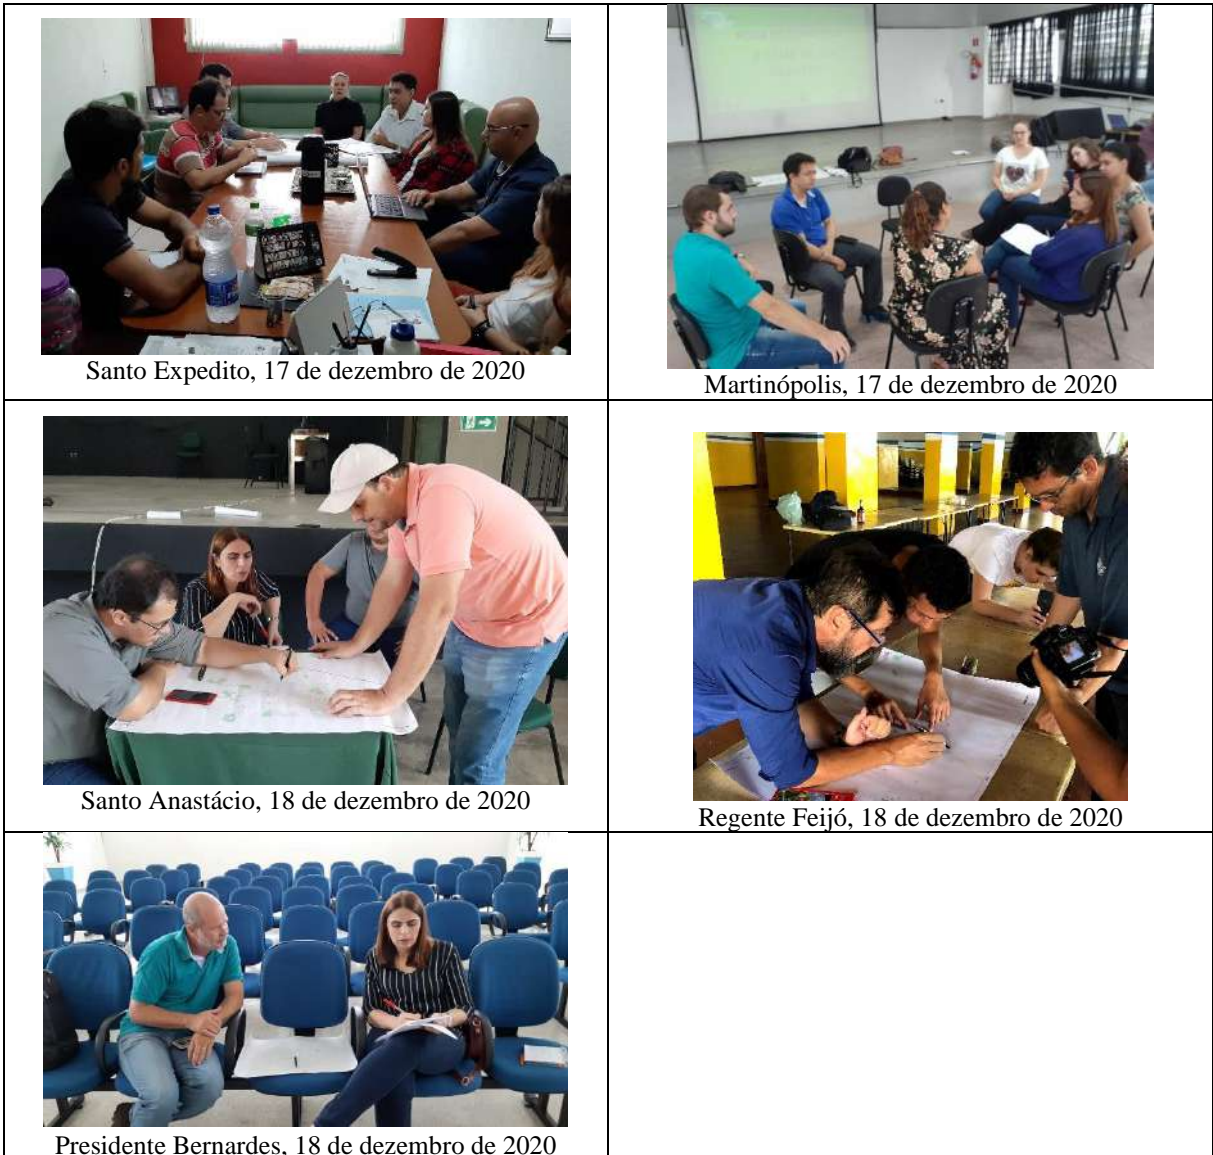 Santo Expedito, 17 de dezembro de 2020
Martinópolis, 17 de dezembro de 2020
Santo Anastácio, 18 de dezembro de 2020
Regente Feijó, 18 de dezembro de 2020
Presidente Bernardes, 18 de dezembro de 2020